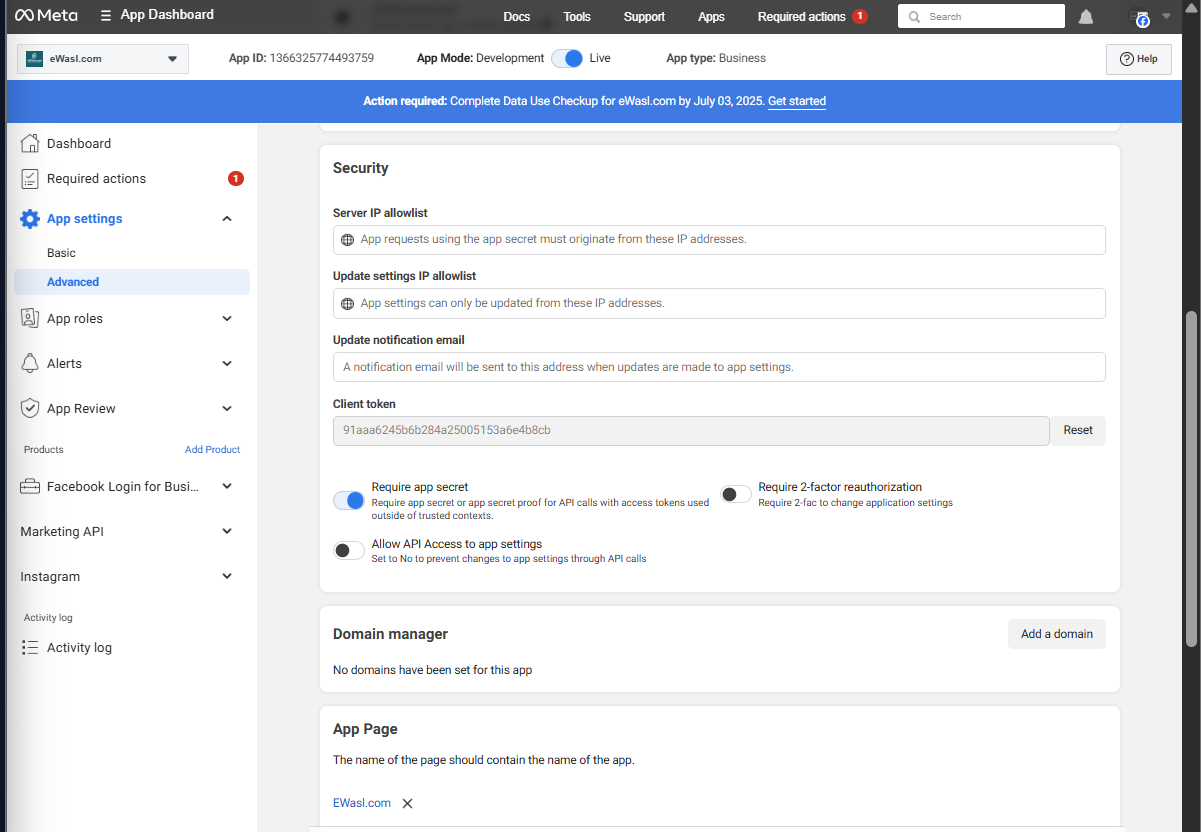 Meta
App Dashboard
Docs
Tools
Support
Apps
Required actions 1
Search
eWasl.com
App ID: 1366325774493759
App Mode: Development
Live
App type: Business
Help
Action required: Complete Data Use Checkup for eWasl.com by July 03, 2025. Get started
Dashboard
Required actions
1
App settings
Basic
Advanced
App roles
Alerts
App Review
Products
Add Product
Facebook Login for Busi...
Marketing API
Instagram
Activity log
Activity log
Security
Server IP allowlist
App requests using the app secret must originate from these IP addresses.
Update settings IP allowlist
App settings can only be updated from these IP addresses.
Update notification email
A notification email will be sent to this address when updates are made to app settings.
Client token
91aaa6245b6b284a25005153a6e4b8cb
Reset
Require app secret
Require app secret or app secret proof for API calls with access tokens used
outside of trusted contexts.
Require 2-factor reauthorization
Require 2-fac to change application settings
Allow API Access to app settings
Set to No to prevent changes to app settings through API calls
Domain manager
Add a domain
No domains have been set for this app
App Page
The name of the page should contain the name of the app.
EWasl.com